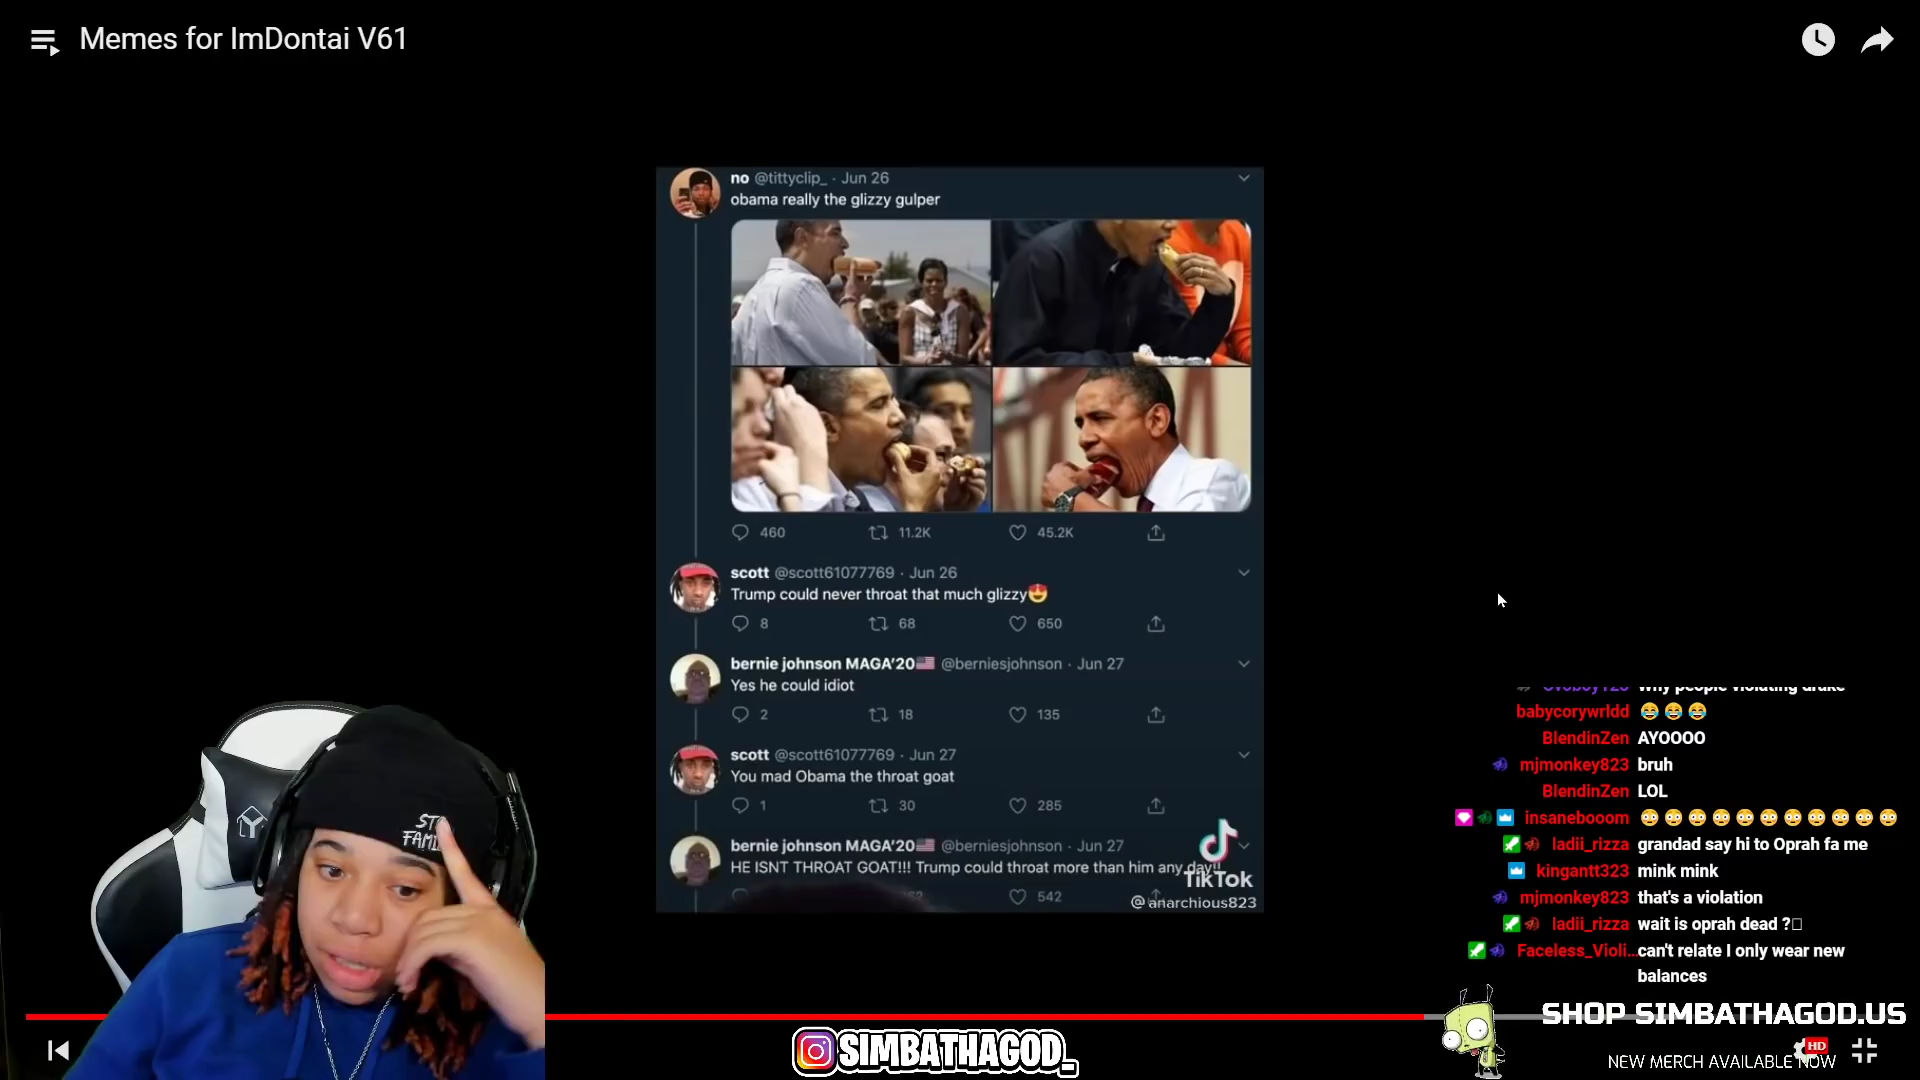 Memes for ImDontai V61
no @tittyclip_ · Jun 26
obama really the glizzy gulper
460 11.2K 45.2K
scott @scott61077769 · Jun 26
Trump could never throat that much glizzy😍
8 68 650
bernie johnson MAGA'20🇺🇸 @berniesjohnson · Jun 27
Yes he could idiot
2 18 135
scott @scott61077769 · Jun 27
You mad Obama the throat goat
1 30 285
bernie johnson MAGA'20🇺🇸 @berniesjohnson · Jun 27
HE ISNT THROAT GOAT!!! Trump could throat more than him any day!!
542
TikTok
@anarchious823
why people violating drake
babycorywrldd 😂 😂 😂
BlendinZen AYOOOO
mjmonkey823 bruh
BlendinZen LOL
insanebooom 😳 😳 😳 😳 😳 😳 😳 😳 😳 😳 😳
ladii_rizza grandad say hi to Oprah fa me
kingantt323 mink mink
mjmonkey823 that's a violation
ladii_rizza wait is oprah dead ?
Faceless_Violi... can't relate I only wear new
balances
SHOP SIMBATHAGOD.US
HD
NEW MERCH AVAILABLE NOW
SIMBATHAGOD_